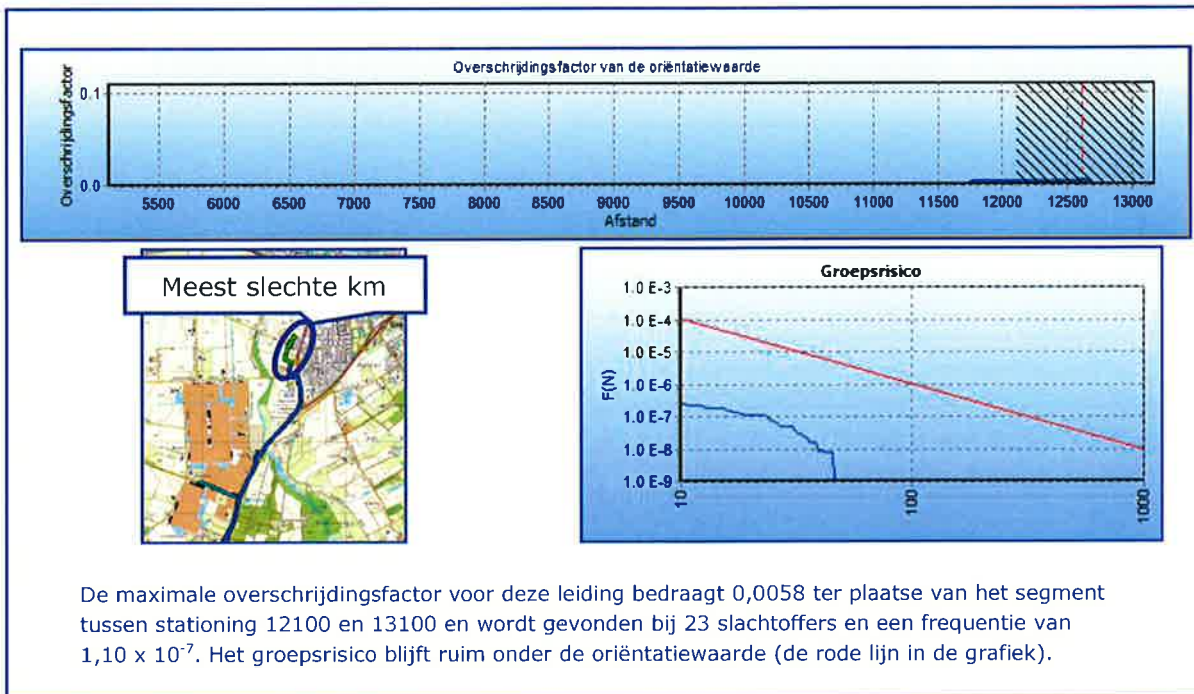 Overschrijdingsfactor van de oriëntatiewaarde
Overschrijdingsfactor
0.1
0.0
5500 6000 6500 7000 7500 8000 8500 9000 9500 10000 10500 11000 11500 12000 12500 13000
Afstand
Meest slechte km
Groepsrisico
F(N)
1.0 E-3
1.0 E-4
1.0 E-5
1.0 E-6
1.0 E-7
1.0 E-8
1.0 E-9
10 100 1000
De maximale overschrijdingsfactor voor deze leiding bedraagt 0,0058 ter plaatse van het segment
tussen stationing 12100 en 13100 en wordt gevonden bij 23 slachtoffers en een frequentie van
1,10 x 10⁻⁷. Het groepsrisico blijft ruim onder de oriëntatiewaarde (de rode lijn in de grafiek).